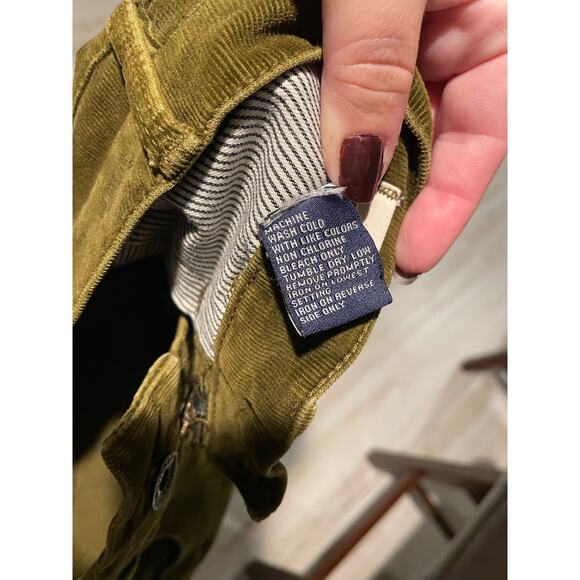 MACHINE
WASH COLD
WITH LIKE COLORS
NON CHLORINE
BLEACH ONLY
TUMBLE DRY LOW
REMOVE PROMPTLY
IRON ON LOWEST
SETTING
IRON ON REVERSE
SIDE ONLY